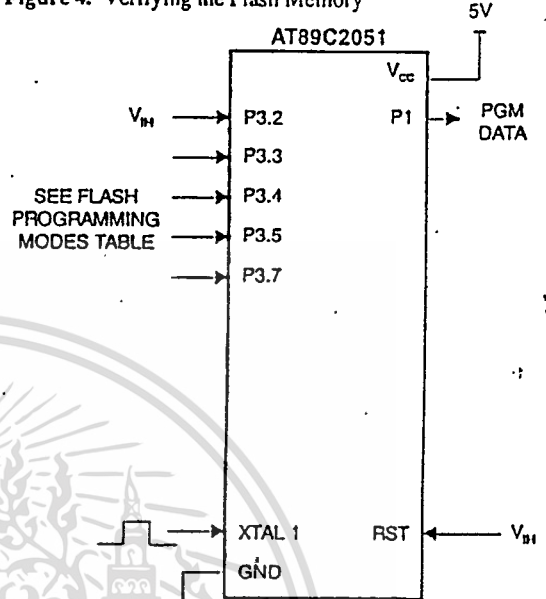 Figure 4. Verifying the Flash Memory
5V
AT89C2051
Vcc
VIH
P3.2
P1
PGM
DATA
P3.3
SEE FLASH
PROGRAMMING
MODES TABLE
P3.4
P3.5
P3.7
XTAL 1
RST
VIH
GND